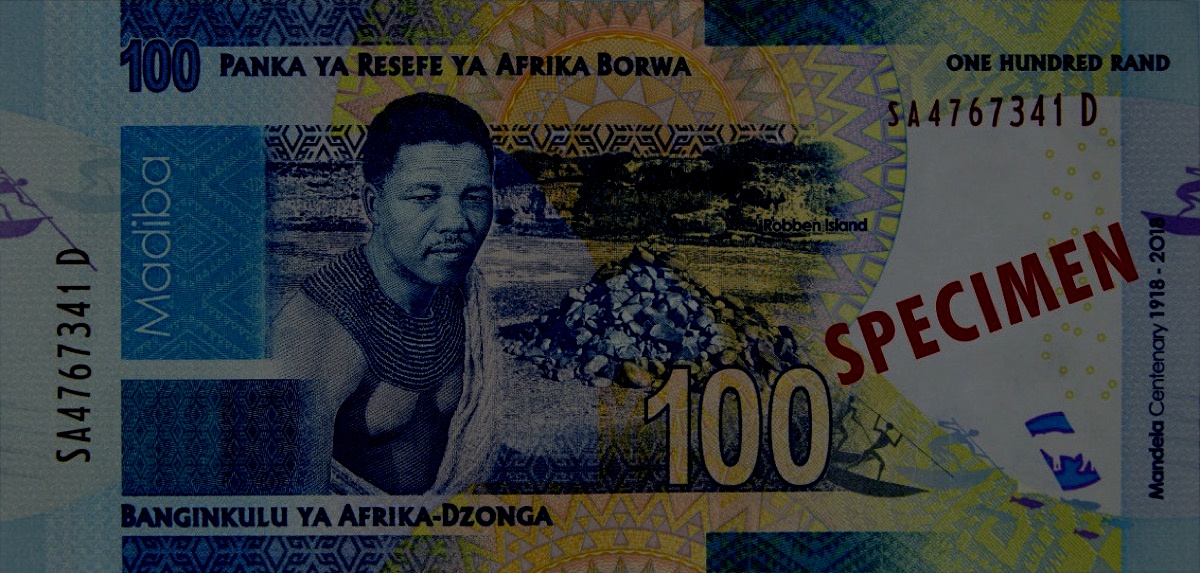 100
PANKA YA RESEFE YA AFRIKA BORWA
ONE HUNDRED RAND
SA4767341 D
Madiba
Robben Island
SPECIMEN
SA4767341 D
Mandela Centenary 1918 - 2018
100
BANGINKULU YA AFRIKA-DZONGA